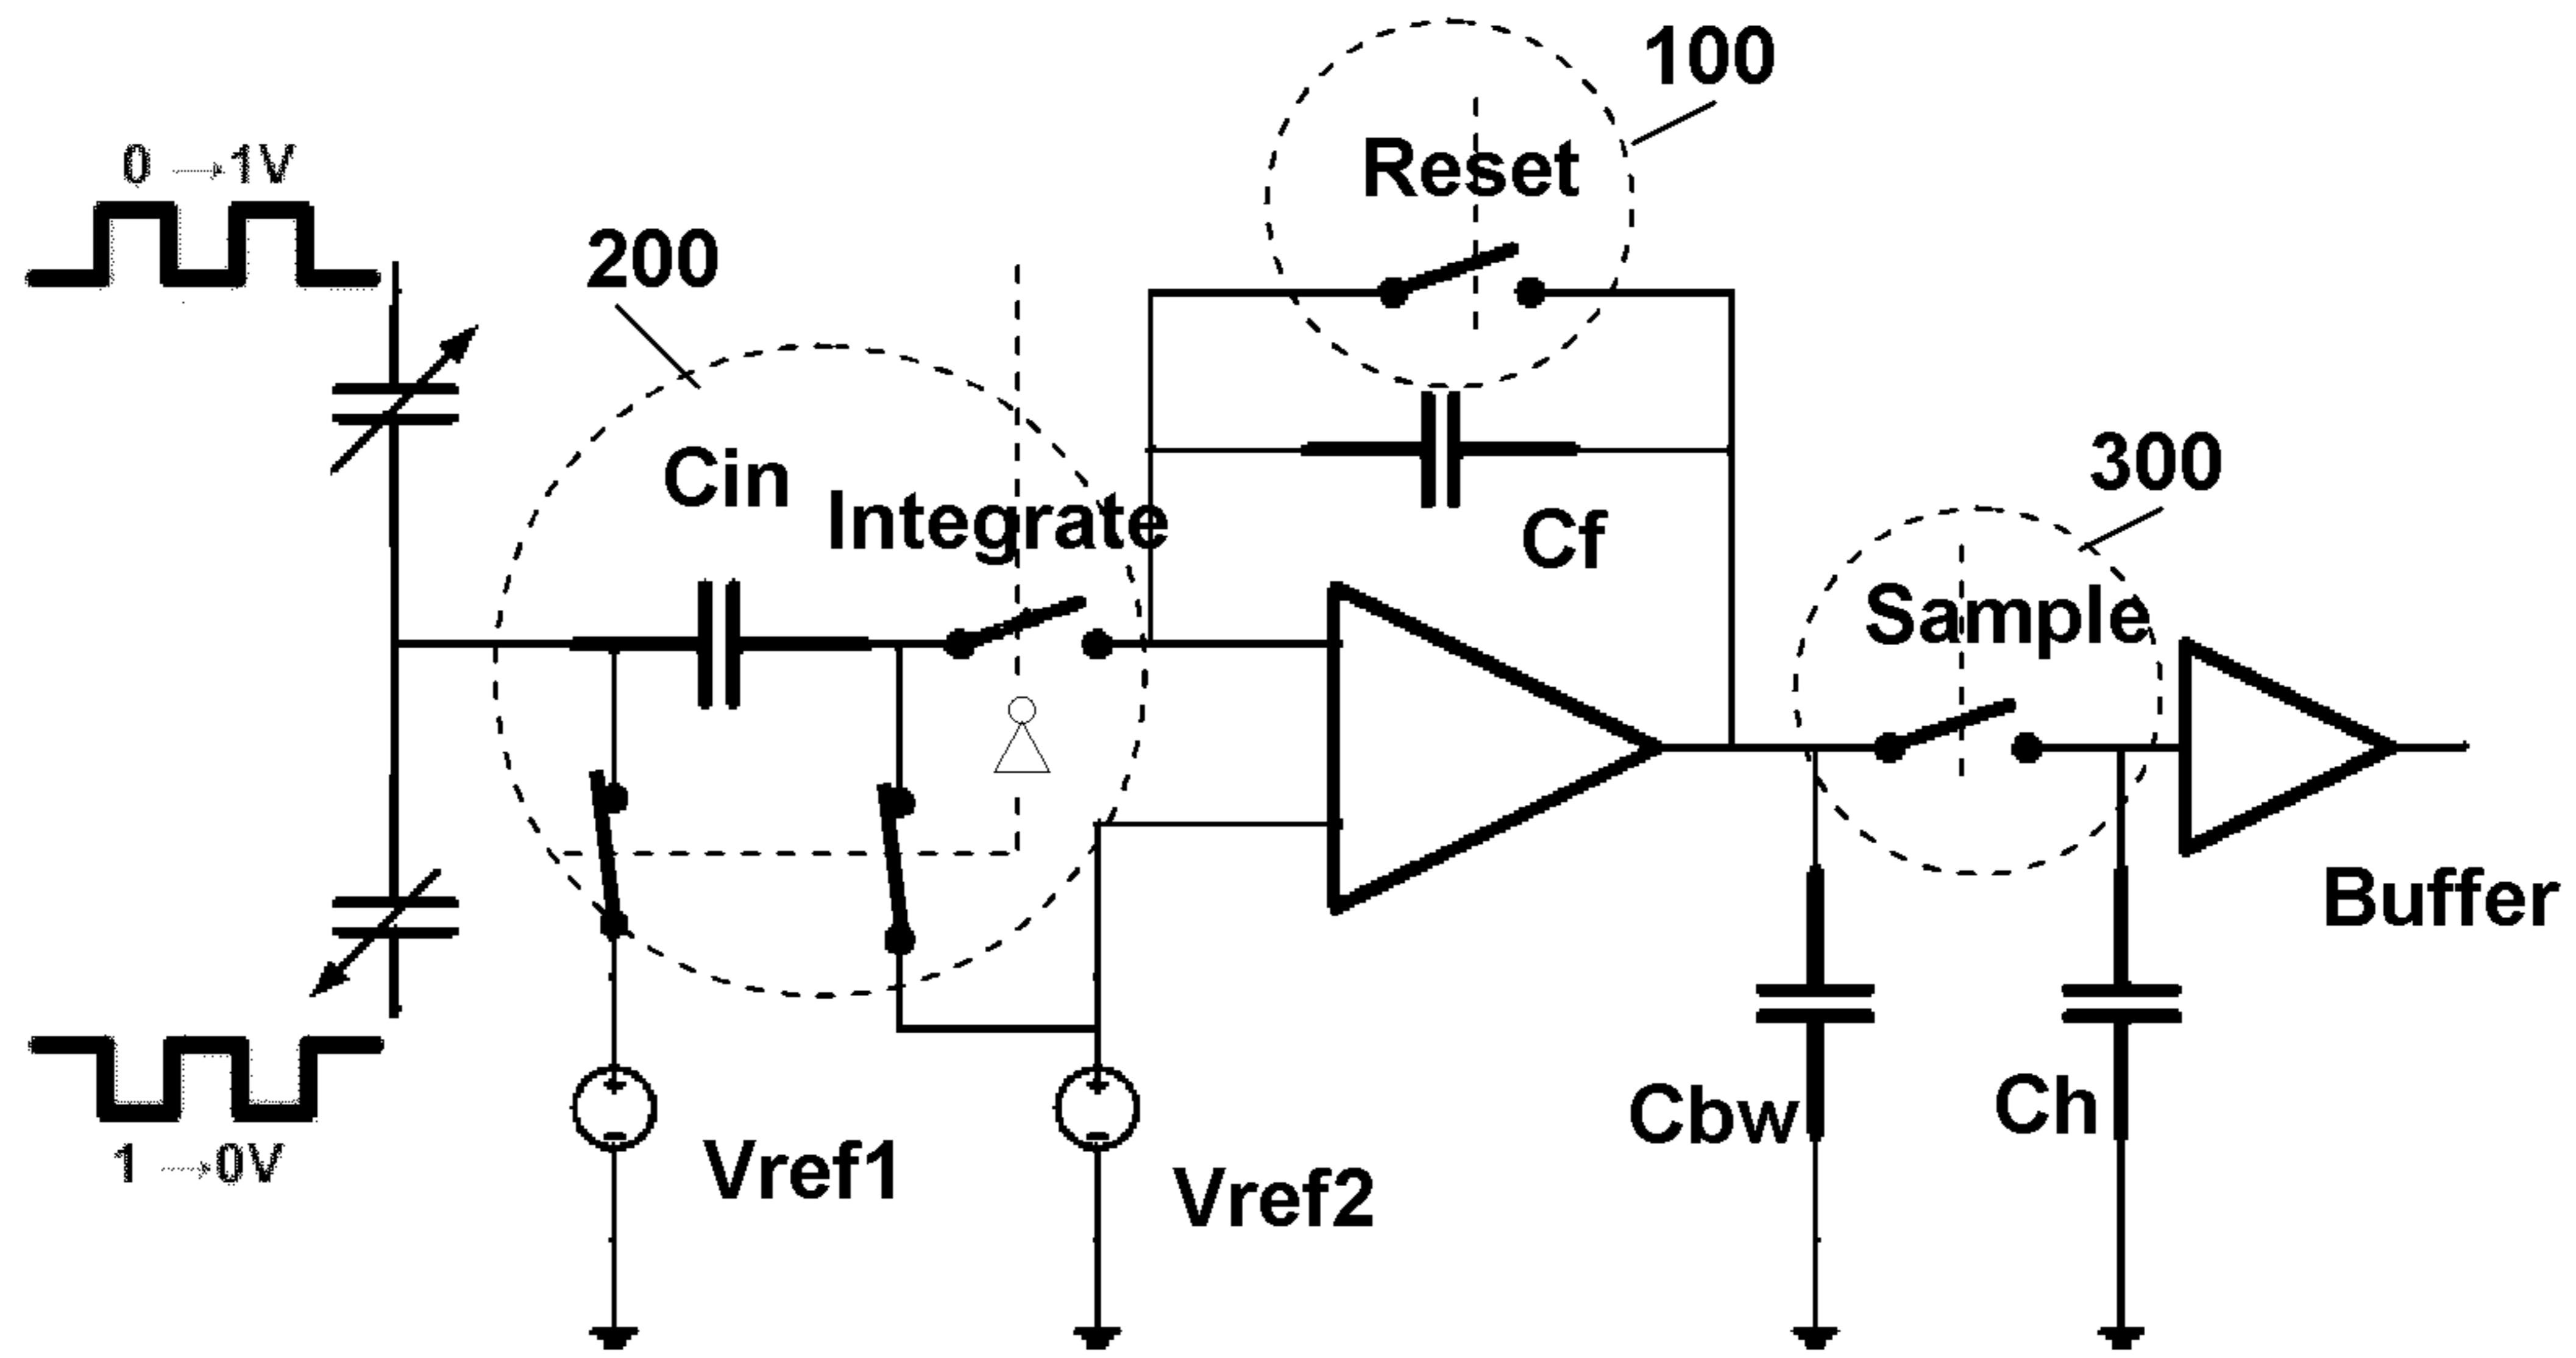 100
Reset
0 →1V
200
300
Cin
Integrate
Cf
Sample
Buffer
Cbw
Ch
1 →0V
Vref1
Vref2